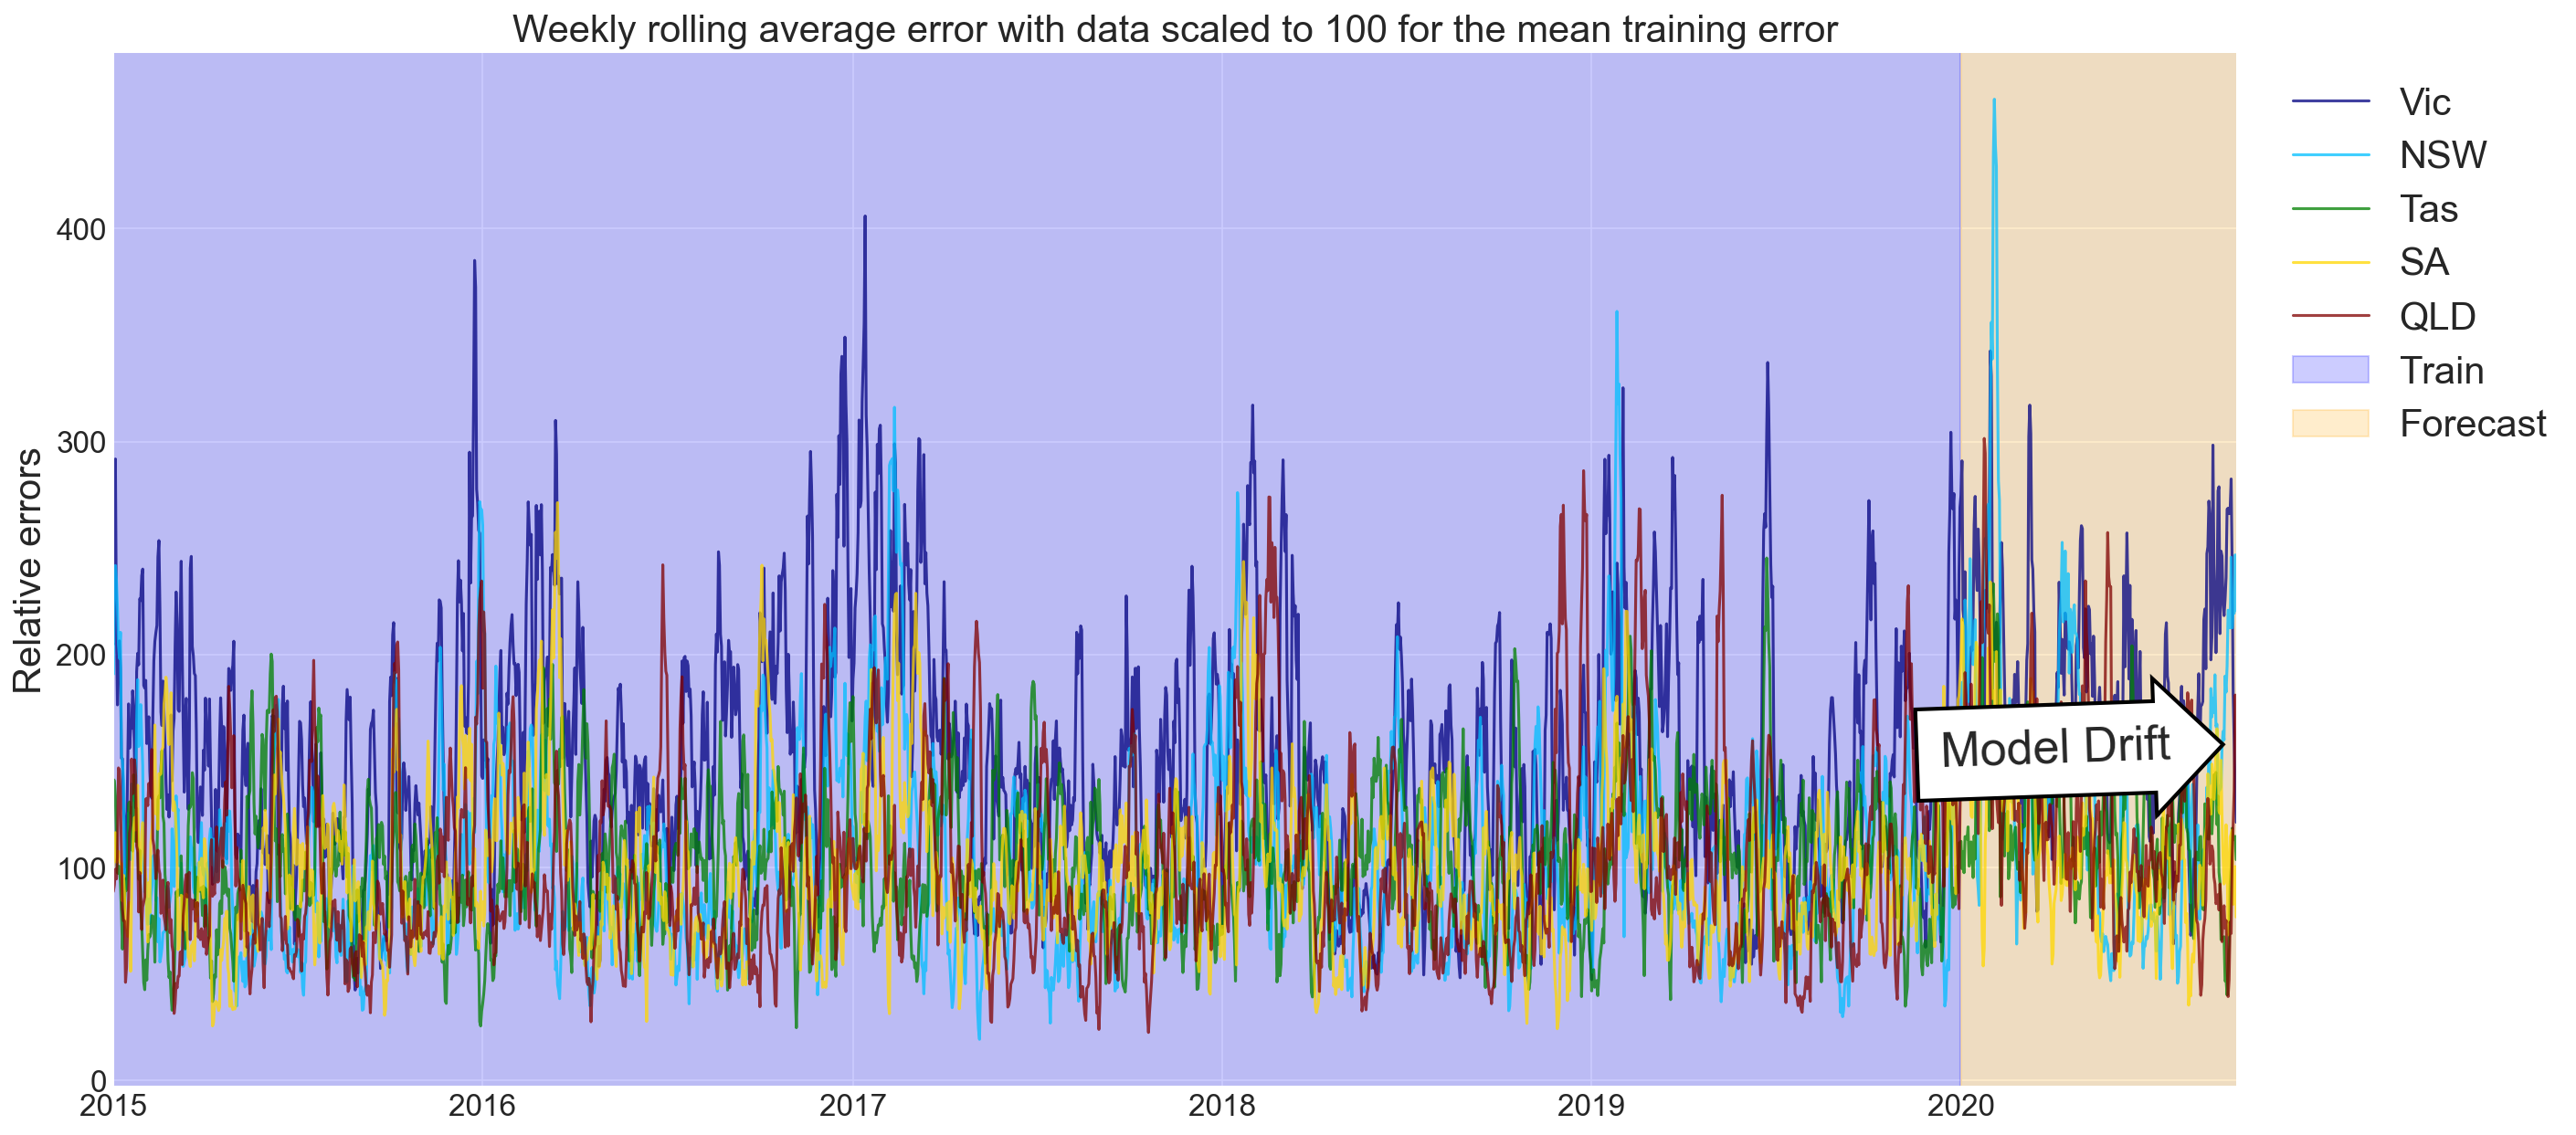 Weekly rolling average error with data scaled to 100 for the mean training error
Relative errors
400
300
200
100
0
2015
2016
2017
2018
2019
2020
Model Drift
Vic
NSW
Tas
SA
QLD
Train
Forecast